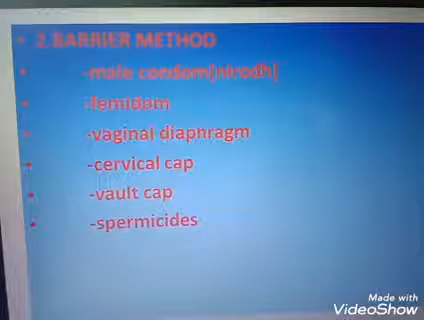 • 2.BARRIER METHOD
• -male condom[nirodh]
• -femidom
• -vaginal diaphragm
• -cervical cap
• -vault cap
• -spermicides
Made with
VideoShow